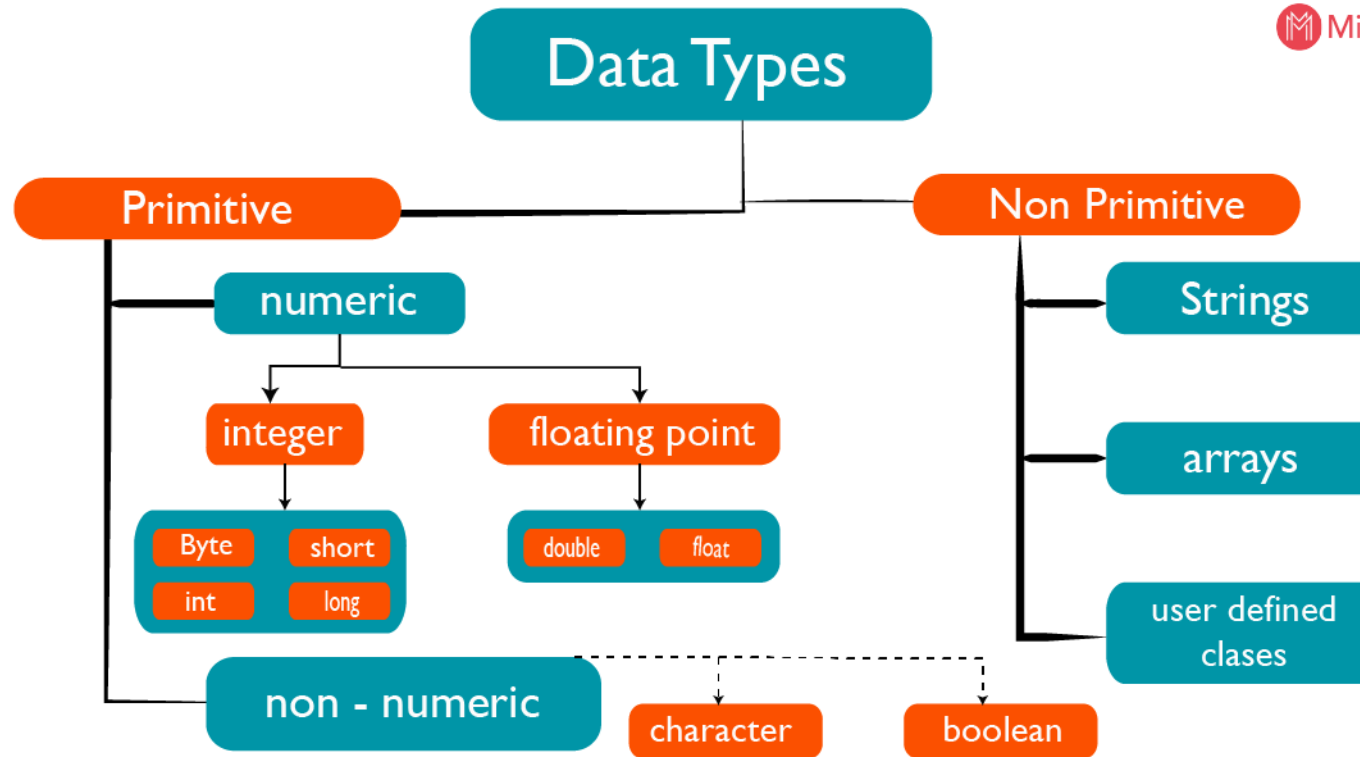 Data Types
Primitive
Non Primitive
numeric
Strings
integer
floating point
arrays
Byte
short
double
float
int
long
user defined
clases
non - numeric
character
boolean